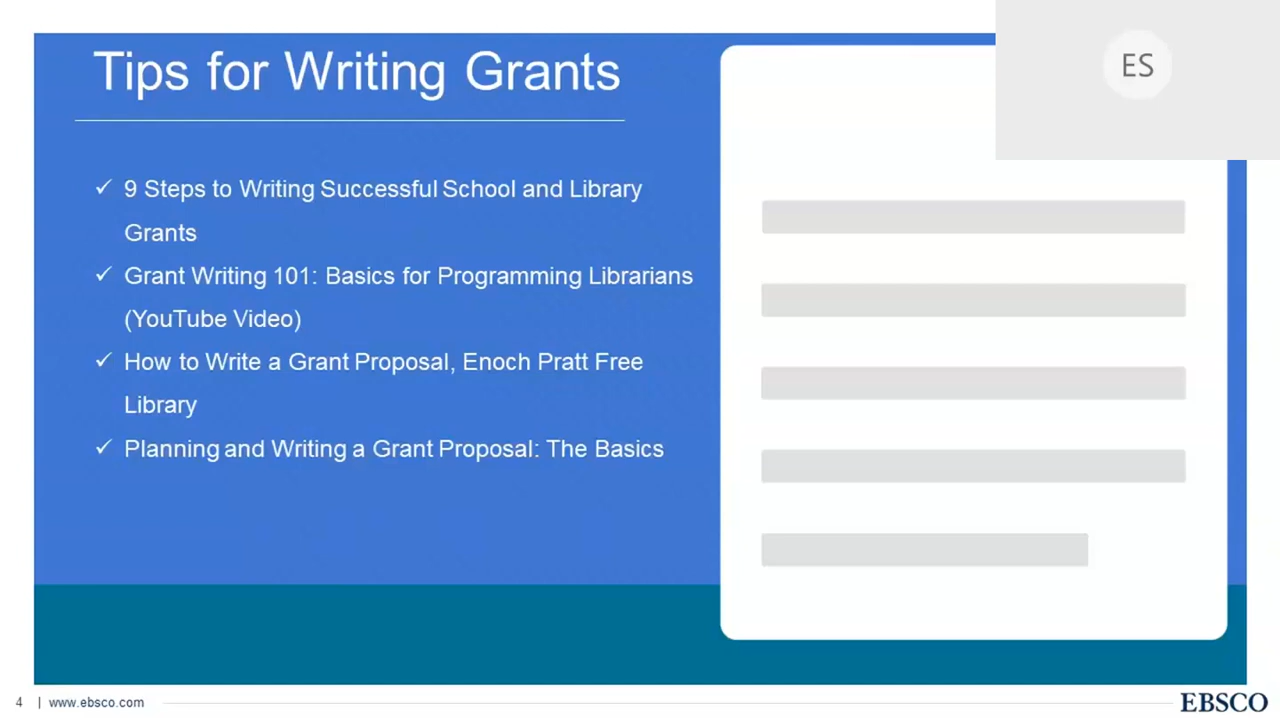 Tips for Writing Grants
ES
✓ 9 Steps to Writing Successful School and Library
Grants
✓ Grant Writing 101: Basics for Programming Librarians
(YouTube Video)
✓ How to Write a Grant Proposal, Enoch Pratt Free
Library
✓ Planning and Writing a Grant Proposal: The Basics
4 | www.ebsco.com
EBSCO